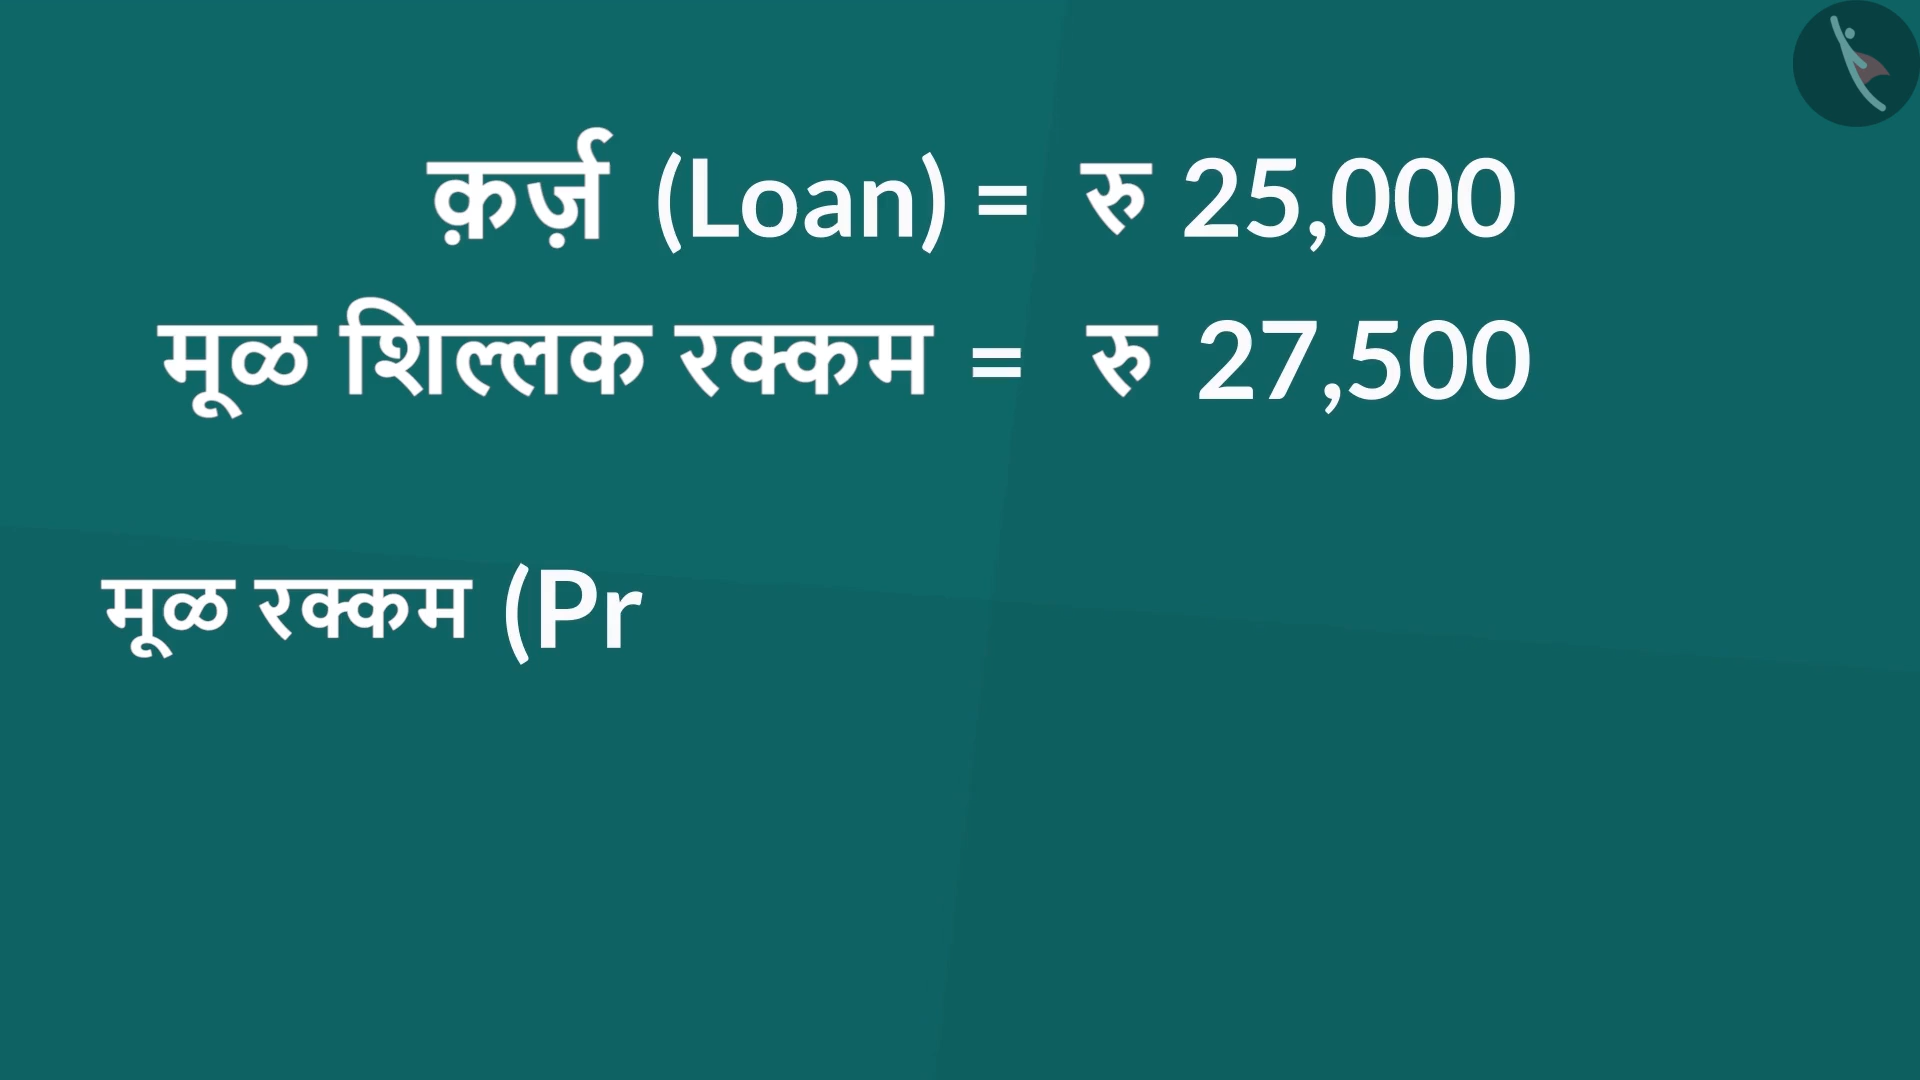 क़र्ज़ (Loan) = रु 25,000
मूळ शिल्लक रक्कम = रु 27,500
मूळ रक्कम (Pr